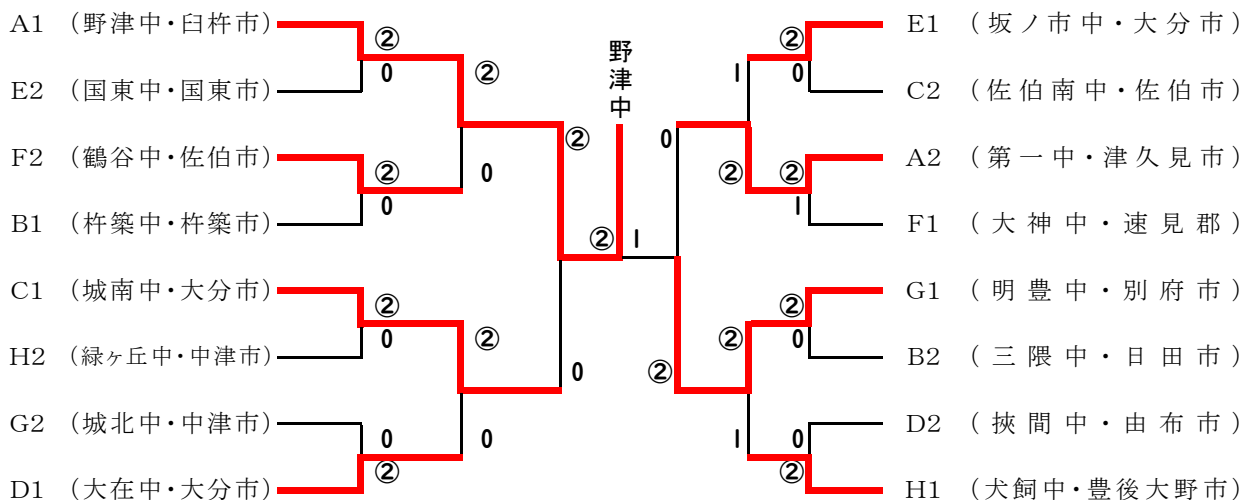 A1 (野津中・臼杵市)
E2 (国東中・国東市)
F2 (鶴谷中・佐伯市)
B1 (杵築中・杵築市)
C1 (城南中・大分市)
H2 (緑ヶ丘中・中津市)
G2 (城北中・中津市)
D1 (大在中・大分市)
②
0
②
0
②
0
0
②
②
0
②
0
②
0
野津中
② 1
0
②
1
②
②
1
②
0
②
1
②
0
0
②
E1 (坂ノ市中・大分市)
C2 (佐伯南中・佐伯市)
A2 (第一中・津久見市)
F1 (大神中・速見郡)
G1 (明豊中・別府市)
B2 (三隈中・日田市)
D2 (挾間中・由布市)
H1 (犬飼中・豊後大野市)